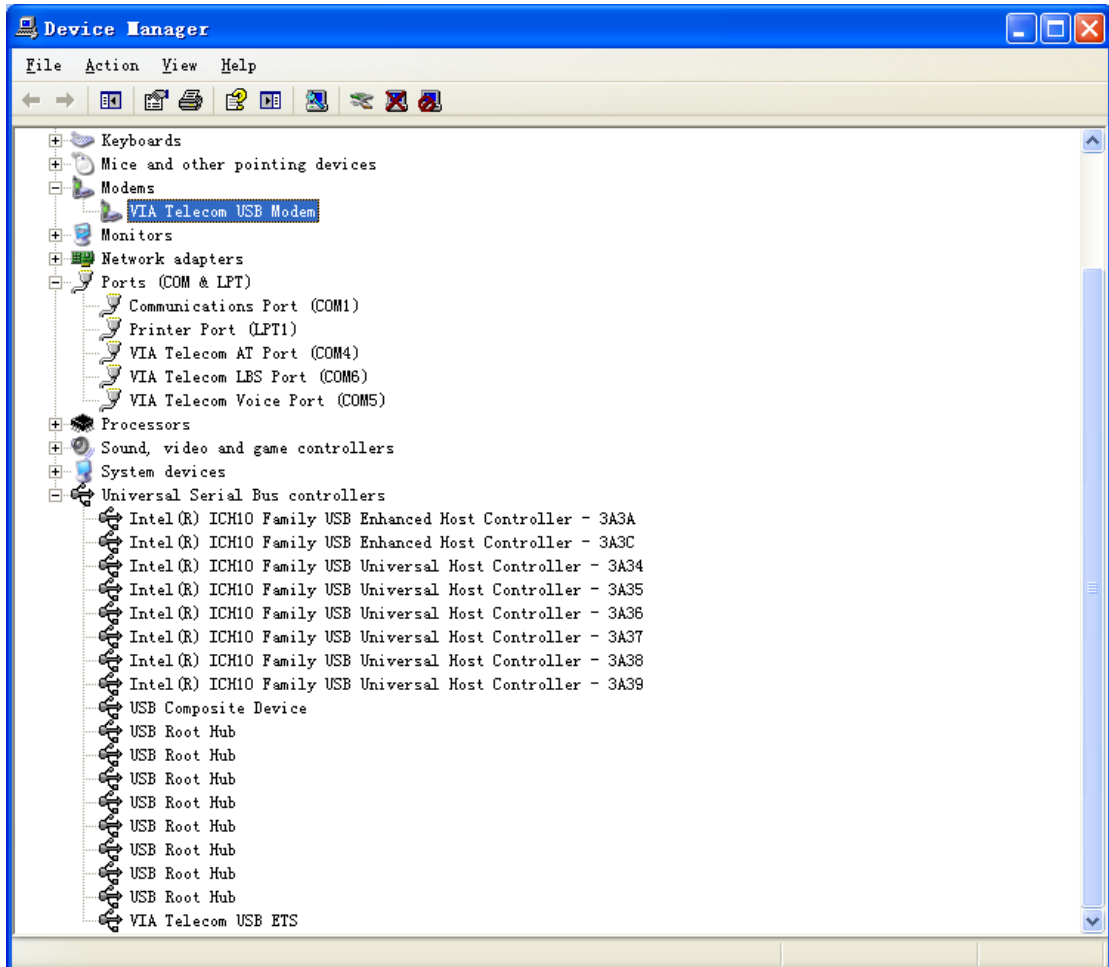 Device Manager
File Action View Help
Keyboards
Mice and other pointing devices
Modems
VIA Telecom USB Modem
Monitors
Network adapters
Ports (COM & LPT)
Communications Port (COM1)
Printer Port (LPT1)
VIA Telecom AT Port (COM4)
VIA Telecom LBS Port (COM6)
VIA Telecom Voice Port (COM5)
Processors
Sound, video and game controllers
System devices
Universal Serial Bus controllers
Intel(R) ICH10 Family USB Enhanced Host Controller - 3A3A
Intel(R) ICH10 Family USB Enhanced Host Controller - 3A3C
Intel(R) ICH10 Family USB Universal Host Controller - 3A34
Intel(R) ICH10 Family USB Universal Host Controller - 3A35
Intel(R) ICH10 Family USB Universal Host Controller - 3A36
Intel(R) ICH10 Family USB Universal Host Controller - 3A37
Intel(R) ICH10 Family USB Universal Host Controller - 3A38
Intel(R) ICH10 Family USB Universal Host Controller - 3A39
USB Composite Device
USB Root Hub
USB Root Hub
USB Root Hub
USB Root Hub
USB Root Hub
USB Root Hub
USB Root Hub
USB Root Hub
VIA Telecom USB ETS